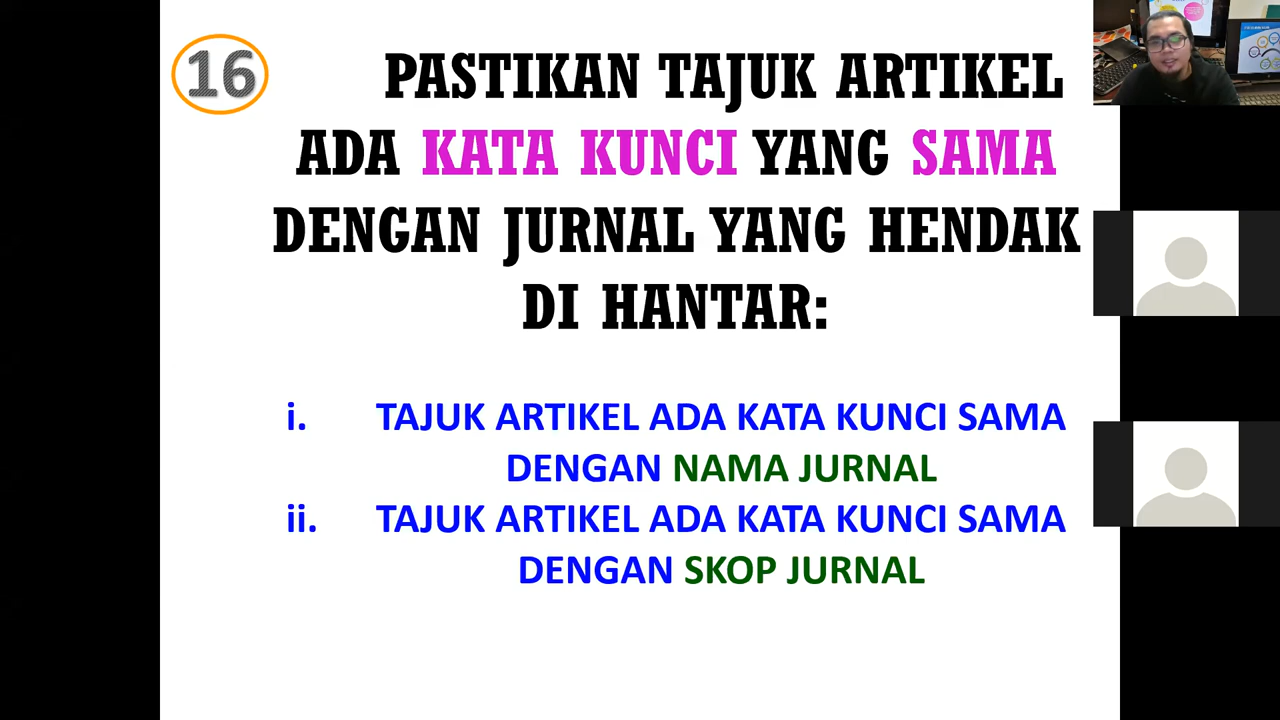 16
PASTIKAN TAJUK ARTIKEL
ADA KATA KUNCI YANG SAMA
DENGAN JURNAL YANG HENDAK
DI HANTAR:
i. TAJUK ARTIKEL ADA KATA KUNCI SAMA
DENGAN NAMA JURNAL
ii. TAJUK ARTIKEL ADA KATA KUNCI SAMA
DENGAN SKOP JURNAL